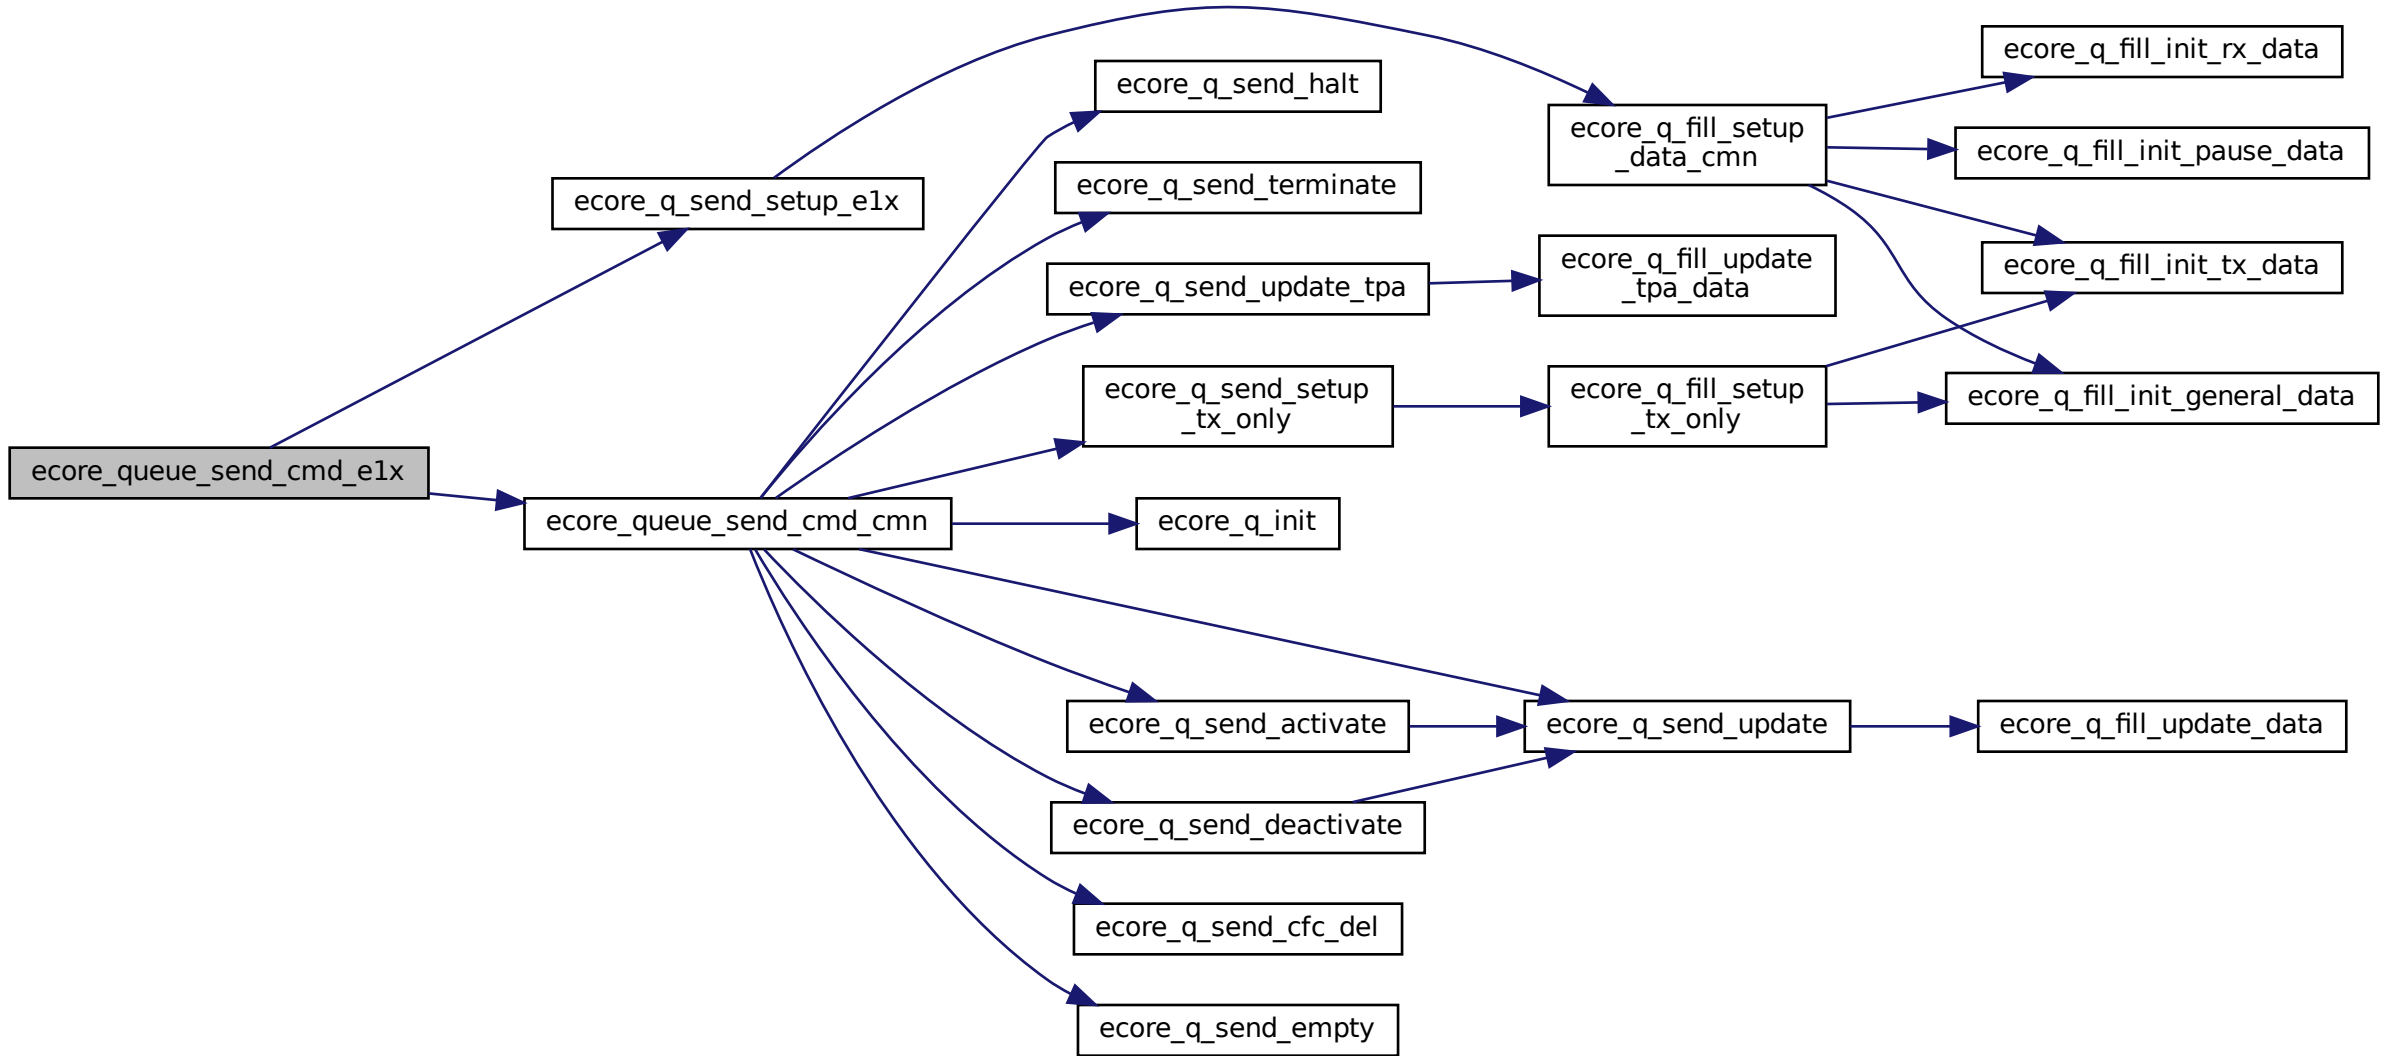 ecore_queue_send_cmd_e1x
ecore_q_send_setup_e1x
ecore_queue_send_cmd_cmn
ecore_q_send_halt
ecore_q_send_terminate
ecore_q_send_update_tpa
ecore_q_send_setup
_tx_only
ecore_q_init
ecore_q_send_activate
ecore_q_send_deactivate
ecore_q_send_cfc_del
ecore_q_send_empty
ecore_q_fill_setup
_data_cmn
ecore_q_fill_update
_tpa_data
ecore_q_fill_setup
_tx_only
ecore_q_send_update
ecore_q_fill_init_rx_data
ecore_q_fill_init_pause_data
ecore_q_fill_init_tx_data
ecore_q_fill_init_general_data
ecore_q_fill_update_data